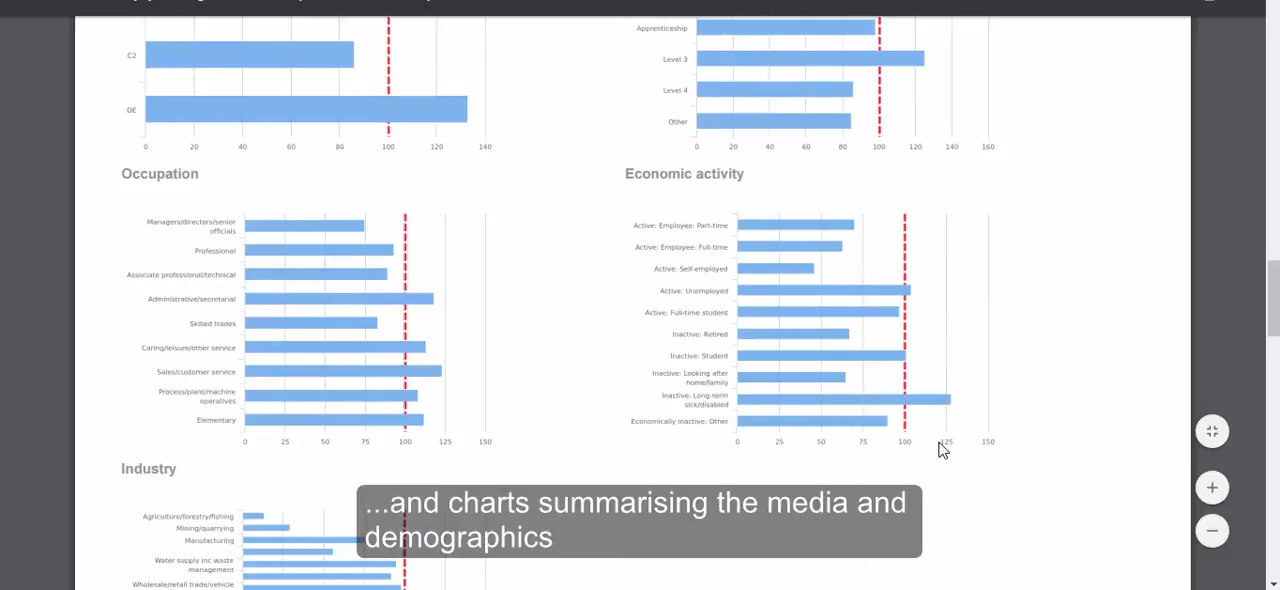 Apprenticeship
C2
Level 3
Level 4
DE
Other
0 20 40 60 80 100 120 140
0 20 40 60 80 100 120 140 160
Occupation
Economic activity
Managers/directors/senior
officials
Professional
Associate professional/technical
Administrative/secretarial
Skilled trades
Caring/leisure/other service
Sales/customer service
Process/plant/machine
operatives
Elementary
0 25 50 75 100 125 150
Active: Employee: Part-time
Active: Employee: Full-time
Active: Self-employed
Active: Unemployed
Active: Full-time student
Inactive: Retired
Inactive: Student
Inactive: Looking after
home/family
Inactive: Long-term
sick/disabled
Economically inactive: Other
0 25 50 75 100 125 150
Industry
Agriculture/forestry/fishing
Mining/quarrying
Manufacturing
Water supply inc waste
management
Wholesale/retail trade/vehicle
...and charts summarising the media and
demographics